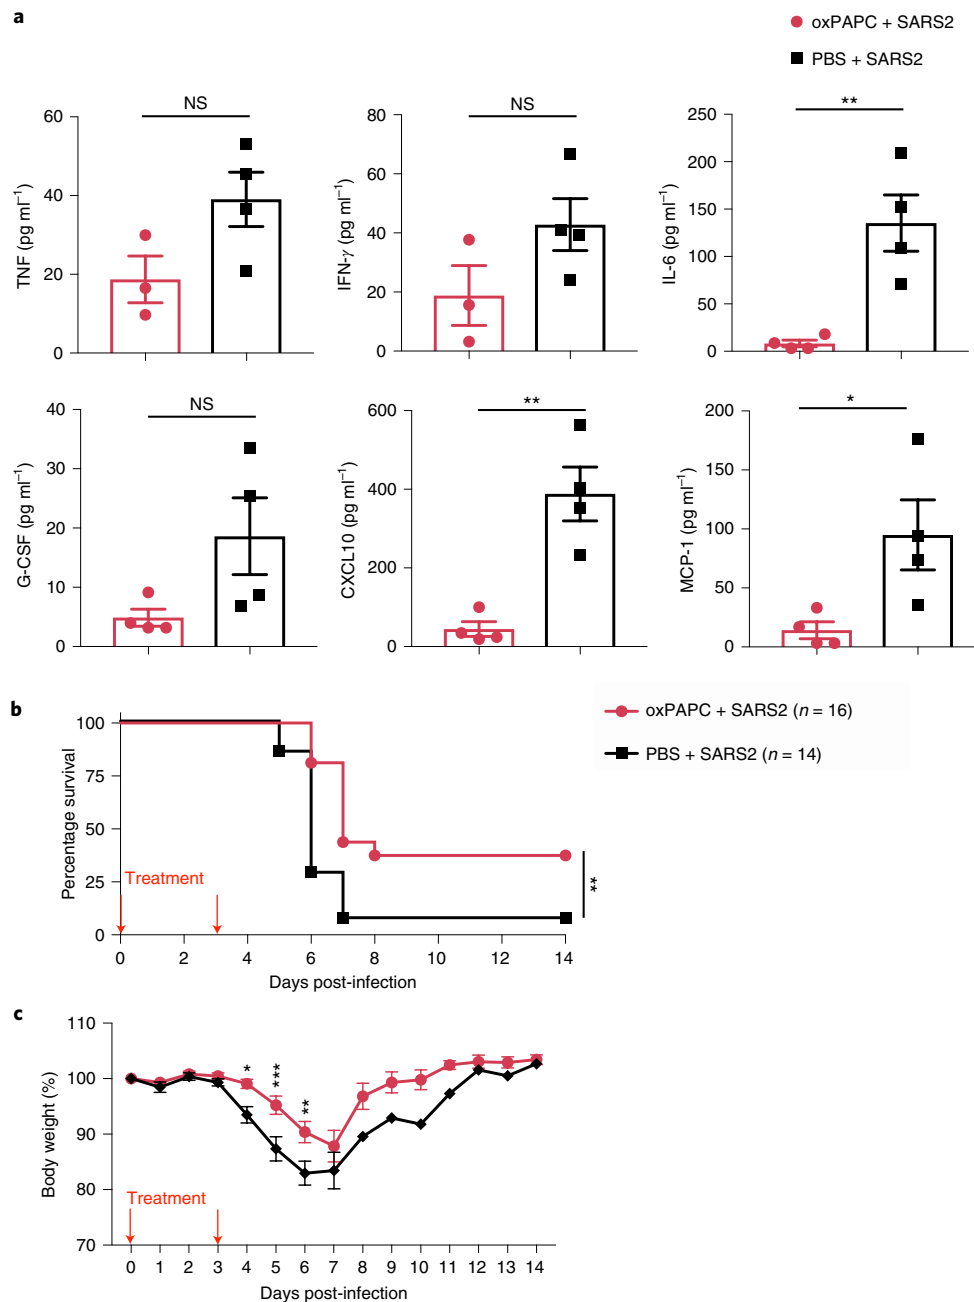 a
oxPAPC + SARS2
PBS + SARS2
NS
60
40
20
0
TNF (pg ml⁻¹)
NS
80
60
40
20
0
IFN-γ (pg ml⁻¹)
**
250
200
150
100
50
0
IL-6 (pg ml⁻¹)
NS
40
30
20
10
0
G-CSF (pg ml⁻¹)
**
600
400
200
0
CXCL10 (pg ml⁻¹)
*
200
150
100
50
0
MCP-1 (pg ml⁻¹)
b
oxPAPC + SARS2 (n = 16)
PBS + SARS2 (n = 14)
100
75
50
25
0
Percentage survival
Treatment
**
0 2 4 6 8 10 12 14
Days post-infection
c
110
100
90
80
70
Body weight (%)
* *** **
Treatment
0 1 2 3 4 5 6 7 8 9 10 11 12 13 14
Days post-infection